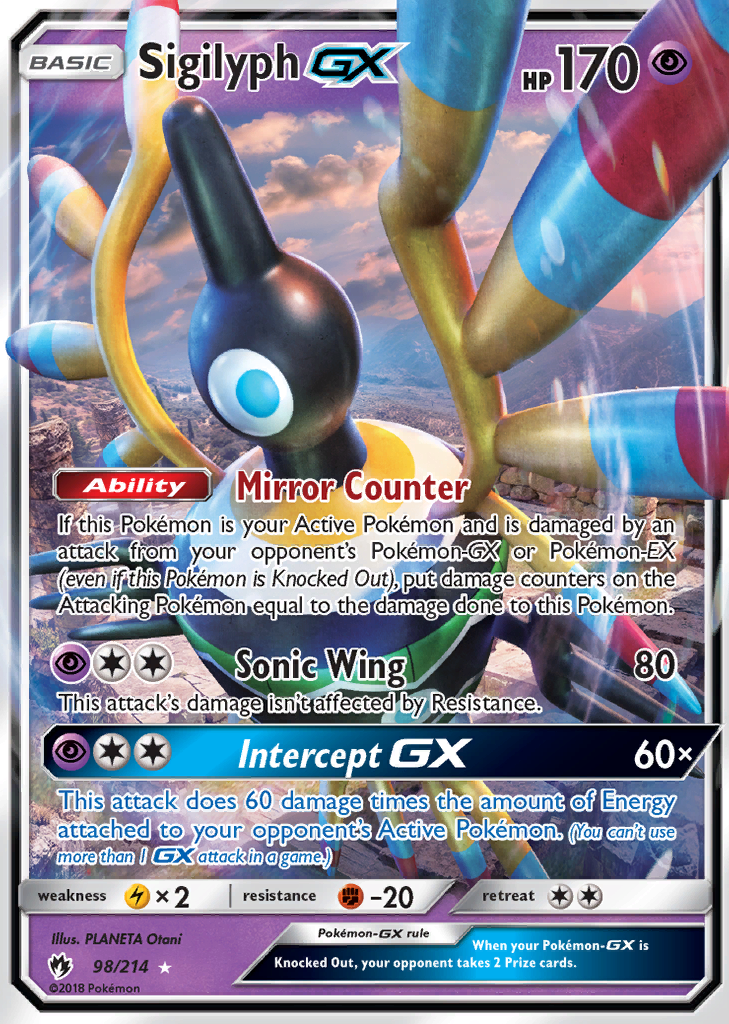 BASIC Sigilyph GX HP 170
Ability Mirror Counter
If this Pokémon is your Active Pokémon and is damaged by an
attack from your opponent's Pokémon-GX or Pokémon-EX
(even if this Pokémon is Knocked Out), put damage counters on the
Attacking Pokémon equal to the damage done to this Pokémon.
Sonic Wing 80
This attack's damage isn't affected by Resistance.
Intercept GX 60×
This attack does 60 damage times the amount of Energy
attached to your opponent's Active Pokémon. (You can't use
more than 1 GX attack in a game.)
weakness ×2 resistance -20 retreat
Illus. PLANETA Otani
98/214
©2018 Pokémon
Pokémon-GX rule
When your Pokémon-GX is
Knocked Out, your opponent takes 2 Prize cards.